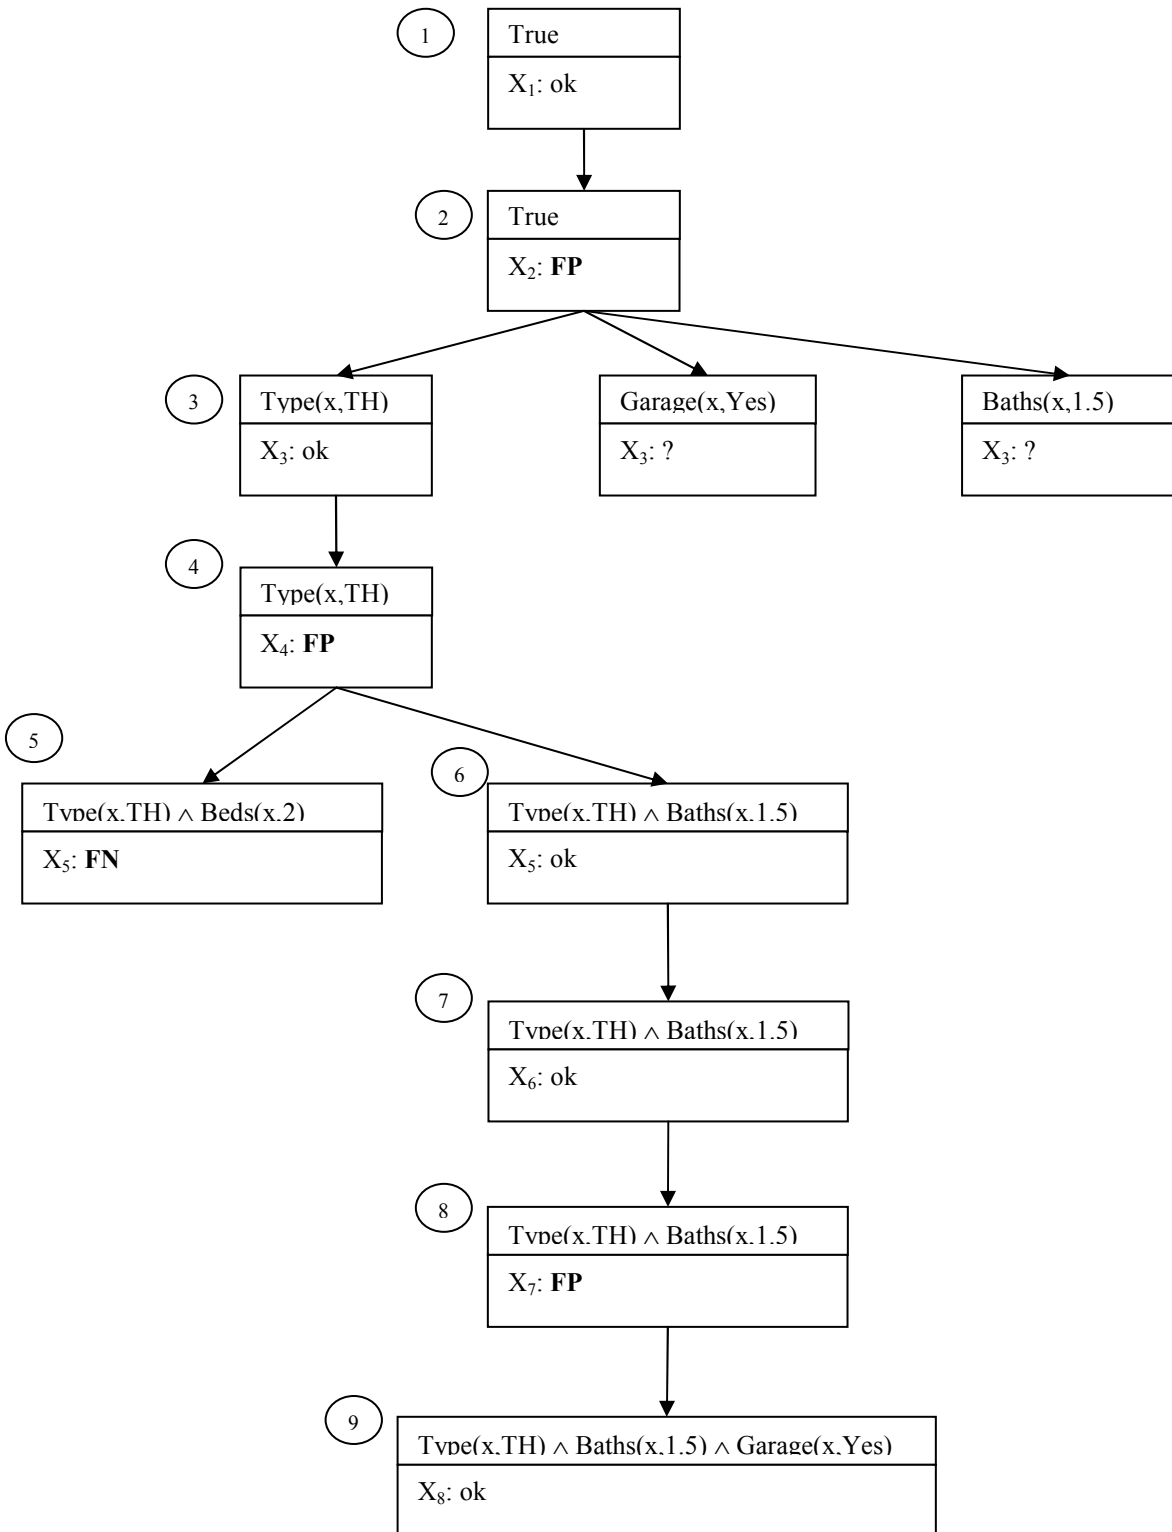 1
True
X₁: ok
2
True
X₂: FP
3
Type(x,TH)
X₃: ok
Garage(x,Yes)
X₃: ?
Baths(x,1.5)
X₃: ?
4
Type(x,TH)
X₄: FP
5
Type(x,TH) ∧ Beds(x,2)
X₅: FN
6
Type(x,TH) ∧ Baths(x,1.5)
X₅: ok
7
Type(x,TH) ∧ Baths(x,1.5)
X₆: ok
8
Type(x,TH) ∧ Baths(x,1.5)
X₇: FP
9
Type(x,TH) ∧ Baths(x,1.5) ∧ Garage(x,Yes)
X₈: ok